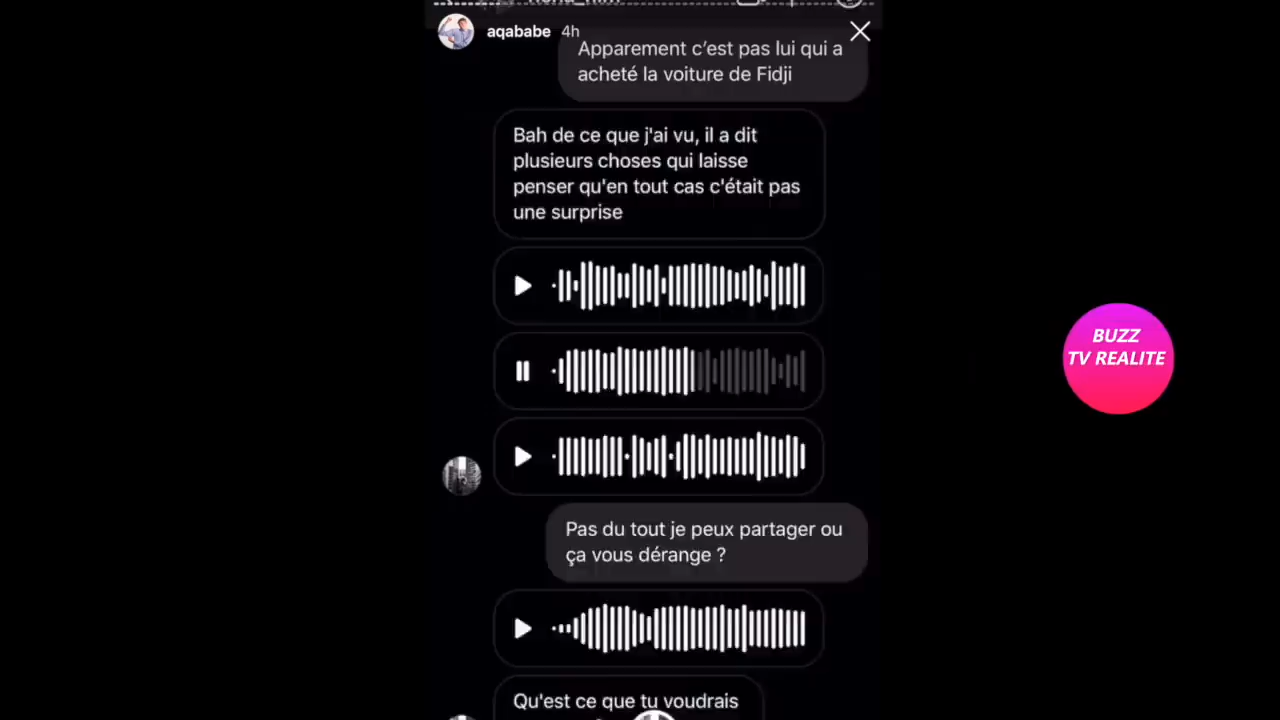 aqababe 4h
Apparement c’est pas lui qui a
acheté la voiture de Fidji
Bah de ce que j'ai vu, il a dit
plusieurs choses qui laisse
penser qu'en tout cas c'était pas
une surprise
BUZZ
TV REALITE
Pas du tout je peux partager ou
ça vous dérange ?
Qu'est ce que tu voudrais